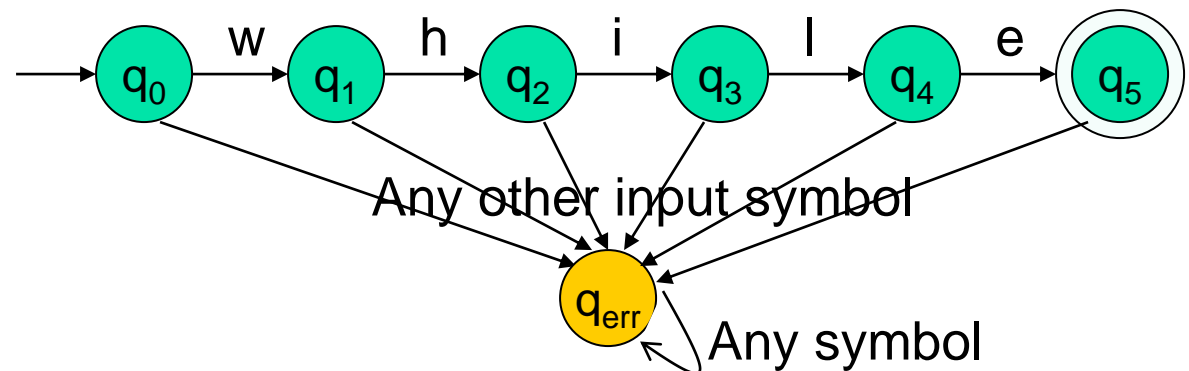 w h i l e
q0 q1 q2 q3 q4 q5
Any other input symbol
qerr
Any symbol